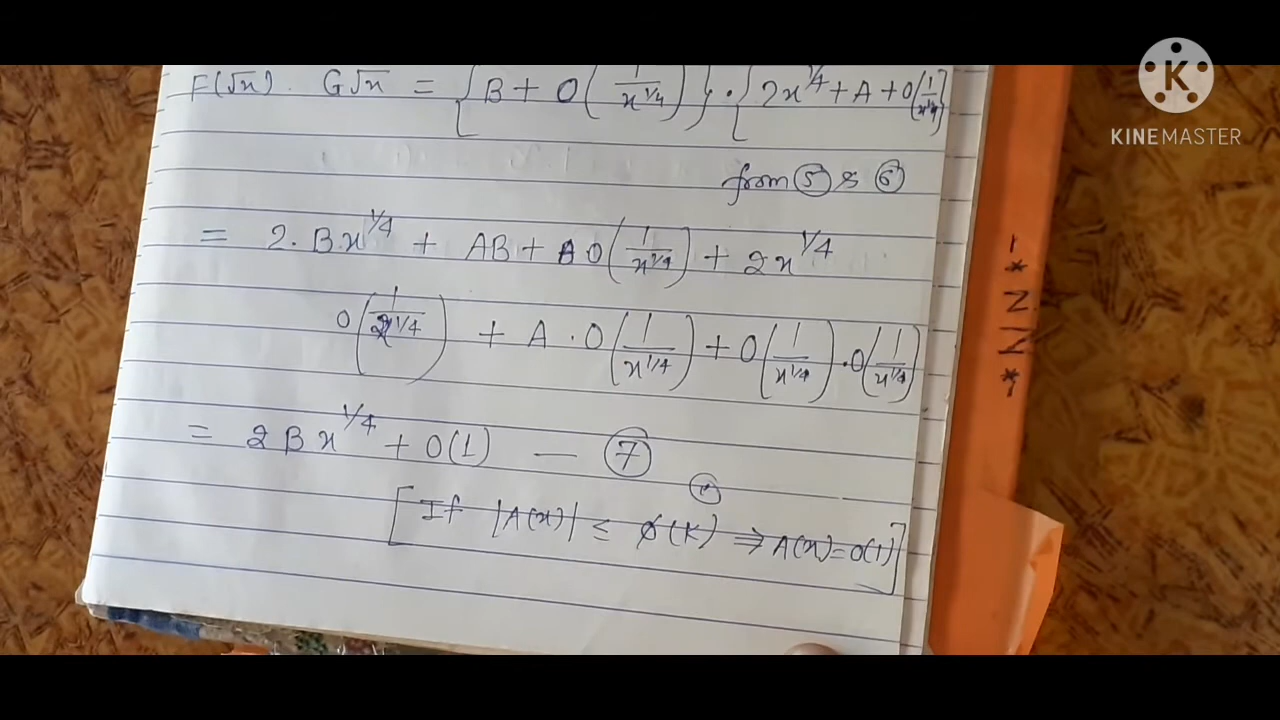 F(√x) . G√x = {B + O(1/x^1/4)} . {2x^1/4 + A + O(1/x^1/4)}
K
KINEMASTER
from ⑤ & ⑥
= 2.Bx^1/4 + AB + B O(1/x^1/4) + 2x^1/4
O(1/x^1/4) + A . O(1/x^1/4) + O(1/x^1/4) . O(1/x^1/4)
= 2Bx^1/4 + O(1) — ⑦
[If |A(x)| ≤ (K) ⇒ A(x) = O(1)]